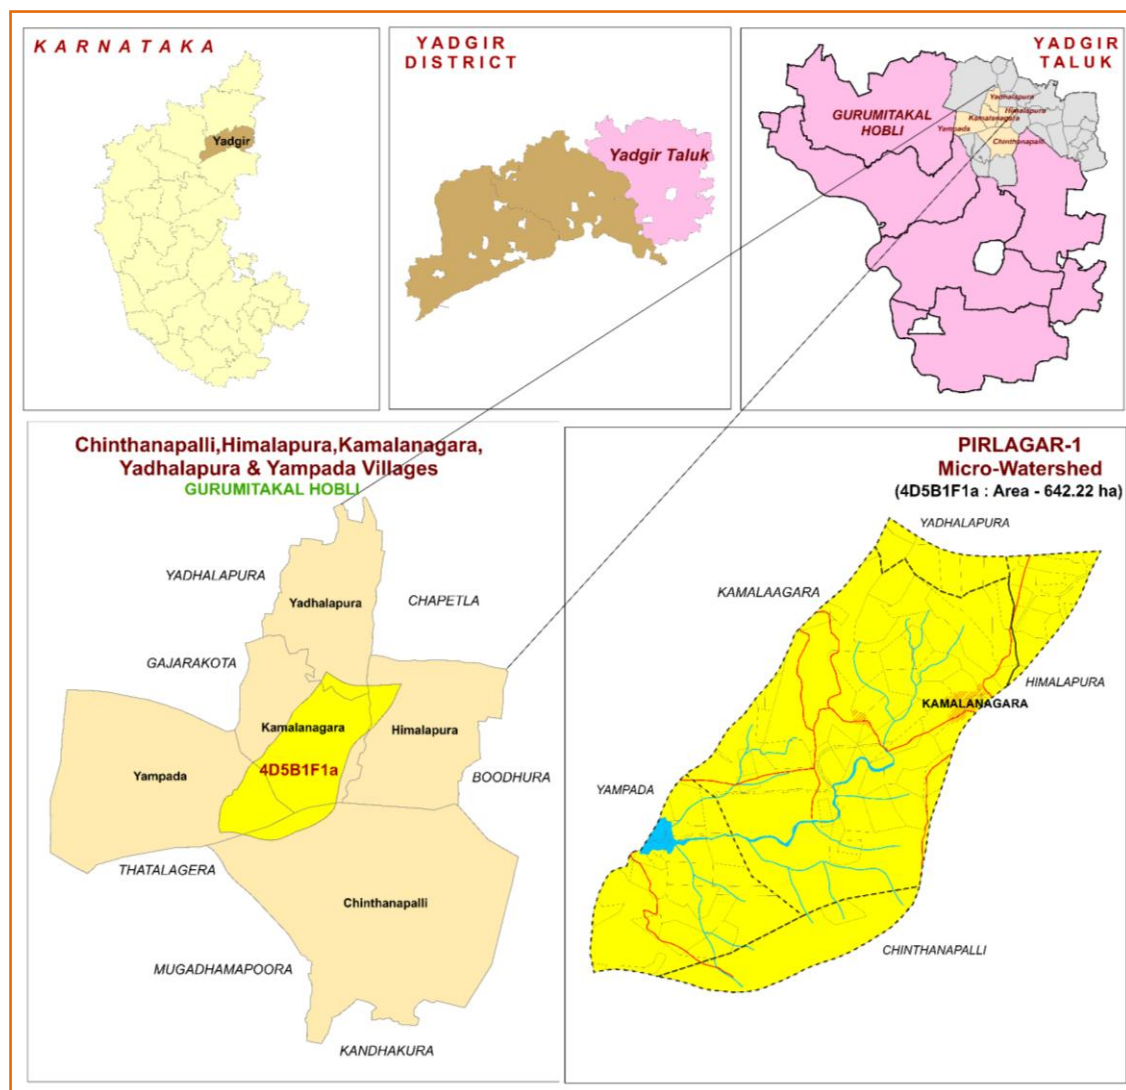 KARNATAKA
Yadgir
YADGIR
DISTRICT
Yadgir Taluk
YADGIR
TALUK
GURUMITAKAL
HOBLI
Yadhalapura
Himalapura
Kamalanagara
Yampada
Chinthanapalli
Chinthanapalli,Himalapura,Kamalanagara,
Yadhalapura & Yampada Villages
GURUMITAKAL HOBLI
YADHALAPURA
Yadhalapura
CHAPETLA
GAJARAKOTA
Kamalanagara
Himalapura
4D5B1F1a
Yampada
BOODHURA
THATALAGERA
Chinthanapalli
MUGADHAMAPOORA
KANDHAKURA
PIRLAGAR-1
Micro-Watershed
(4D5B1F1a : Area - 642.22 ha)
YADHALAPURA
KAMALAAGARA
HIMALAPURA
KAMALANAGARA
YAMPADA
CHINTHANAPALLI